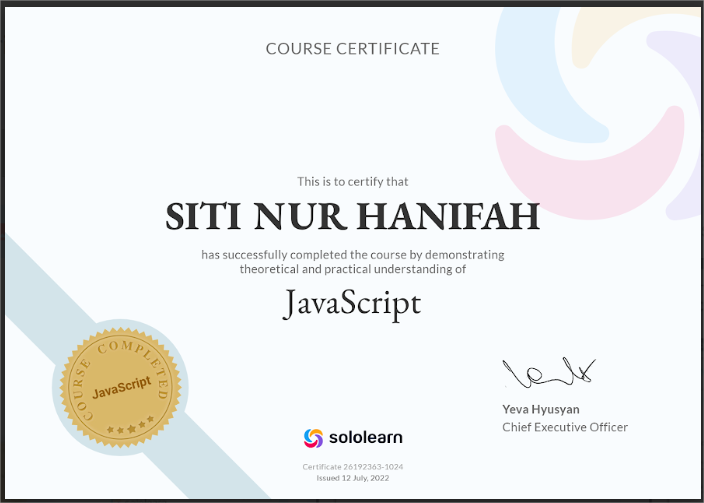 COURSE CERTIFICATE
This is to certify that
SITI NUR HANIFAH
has successfully completed the course by demonstrating
theoretical and practical understanding of
JavaScript
COURSE COMPLETED
JavaScript
Yeva Hyusyan
Chief Executive Officer
sololearn
Certificate 26192363-1024
Issued 12 July, 2022